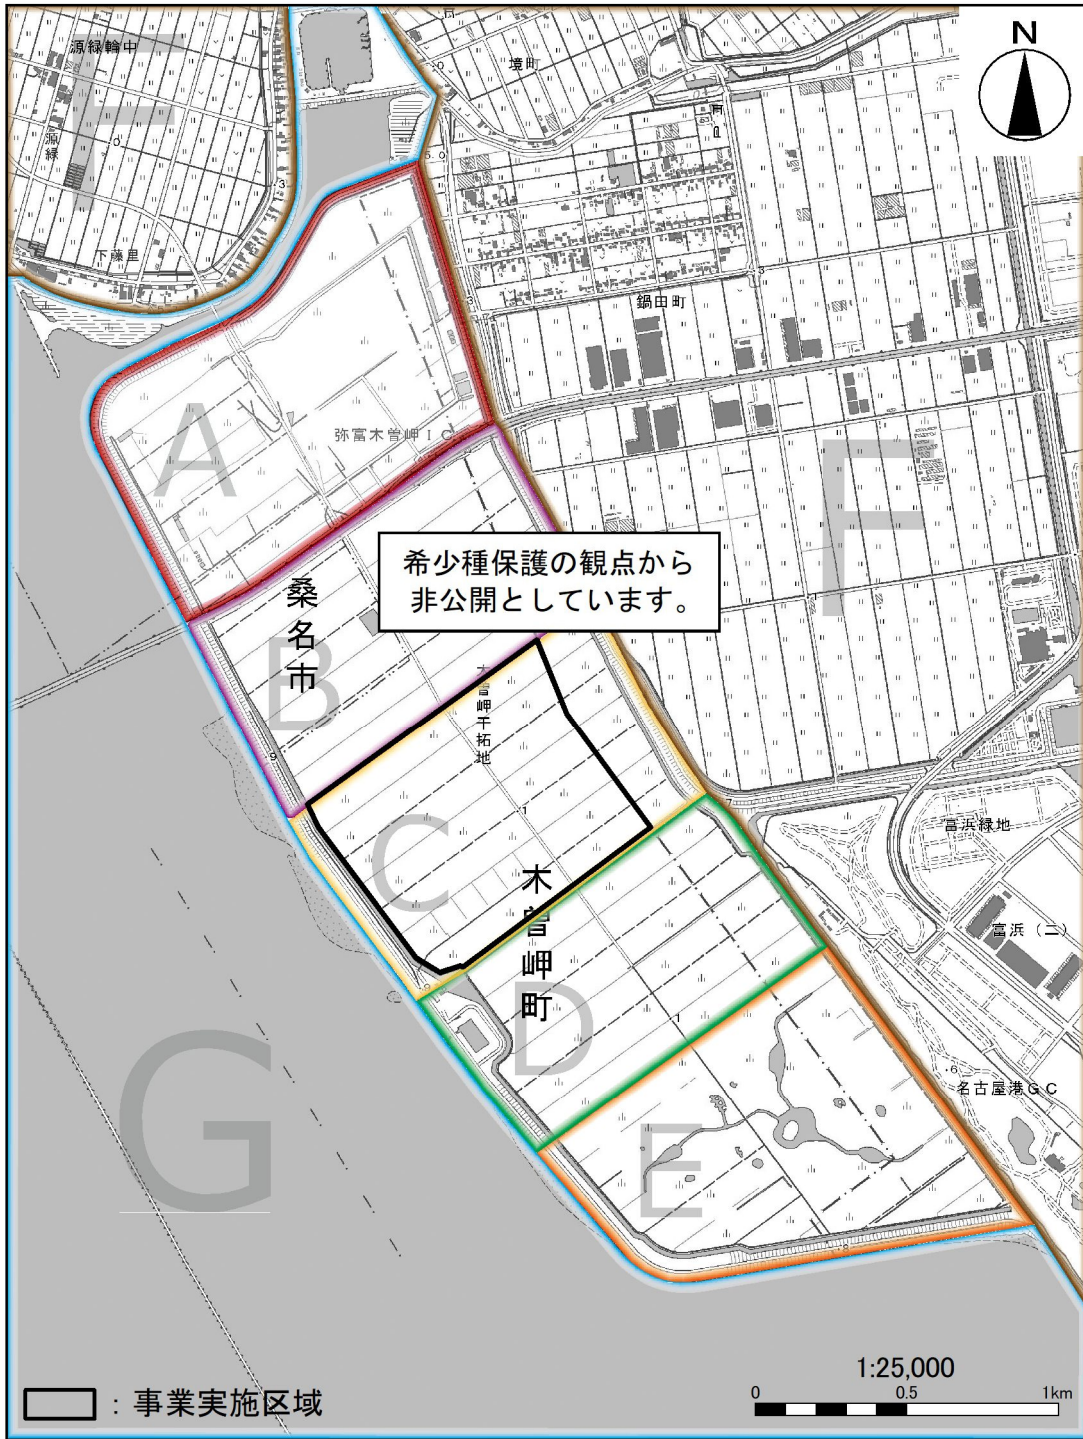 N
源緑輪中
境町
源緑
F
下藤里
鍋田町
A
弥富木曽岬IC
F
希少種保護の観点から
非公開としています。
桑名市
B
木曽岬干拓地
C
富浜緑地
木曽岬町
富浜(二)
D
名古屋港GC
E
G
1:25,000
0 0.5 1km
:事業実施区域